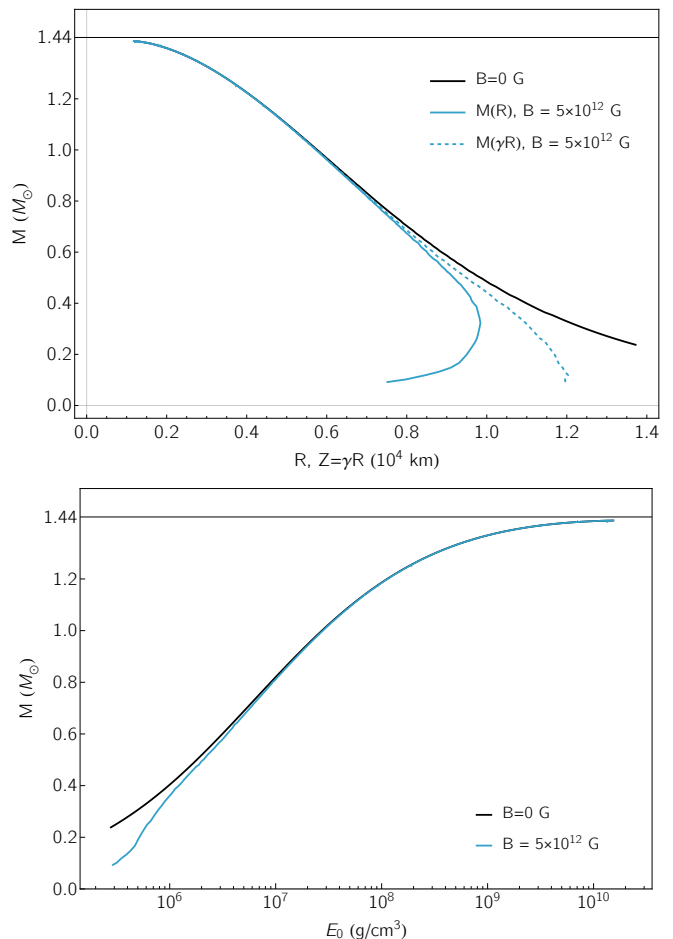 1.44
1.2
1.0
0.8
0.6
0.4
0.2
0.0
M (M⊙)
B=0 G
M(R), B = 5×10¹² G
M(γR), B = 5×10¹² G
0.0 0.2 0.4 0.6 0.8 1.0 1.2 1.4
R, Z=γR (10⁴ km)
1.44
1.2
1.0
0.8
0.6
0.4
0.2
0.0
M (M⊙)
B=0 G
B = 5×10¹² G
10⁶ 10⁷ 10⁸ 10⁹ 10¹⁰
E₀ (g/cm³)